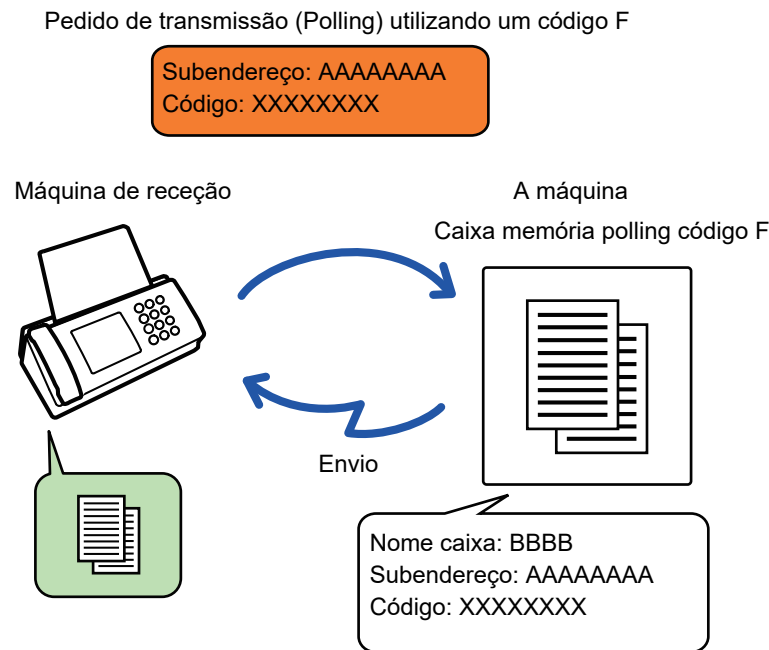 Pedido de transmissão (Polling) utilizando um código F
Subendereço: AAAAAAAA
Código: XXXXXXXX
Máquina de receção
A máquina
Caixa memória polling código F
Envio
Nome caixa: BBBB
Subendereço: AAAAAAAA
Código: XXXXXXXX